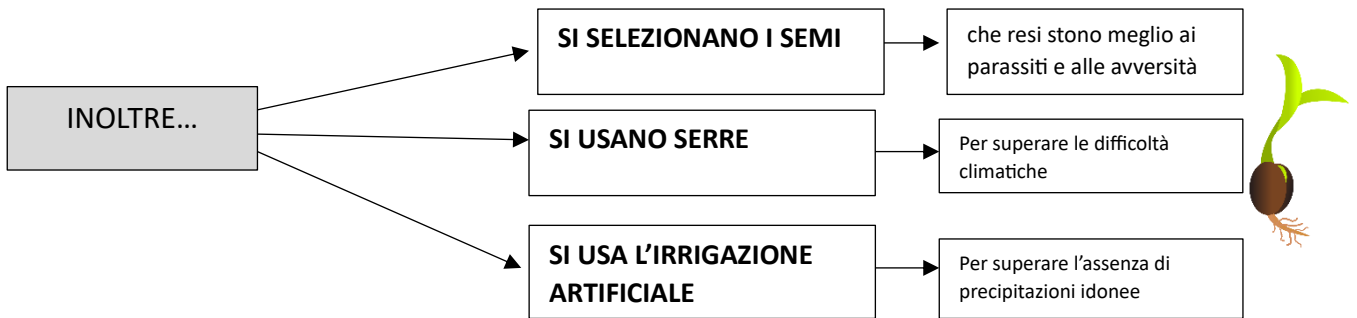 INOLTRE…
SI SELEZIONANO I SEMI
che resi stono meglio ai
parassiti e alle avversità
SI USANO SERRE
Per superare le difficoltà
climatiche
SI USA L’IRRIGAZIONE
ARTIFICIALE
Per superare l’assenza di
precipitazioni idonee